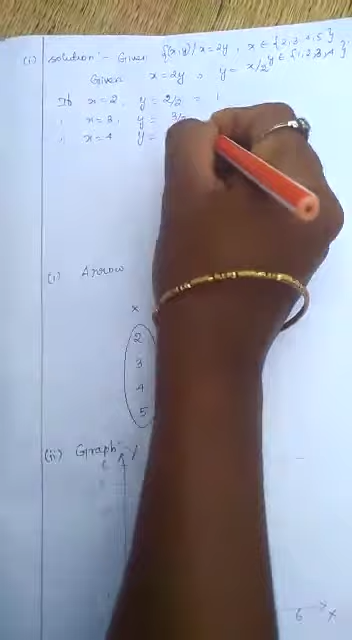 (i) Solution:- Given {(x,y)/x=2y, x∈{2,3,4,5}, y∈{1,2,3,4}}
Given x=2y, y = x/2
If x=2, y = 2/2 = 1
" x=3, y = 3/2
" x=4, y =
(i) Arrow
x
2
3
4
5
(ii) Graph:- y
6
6 x